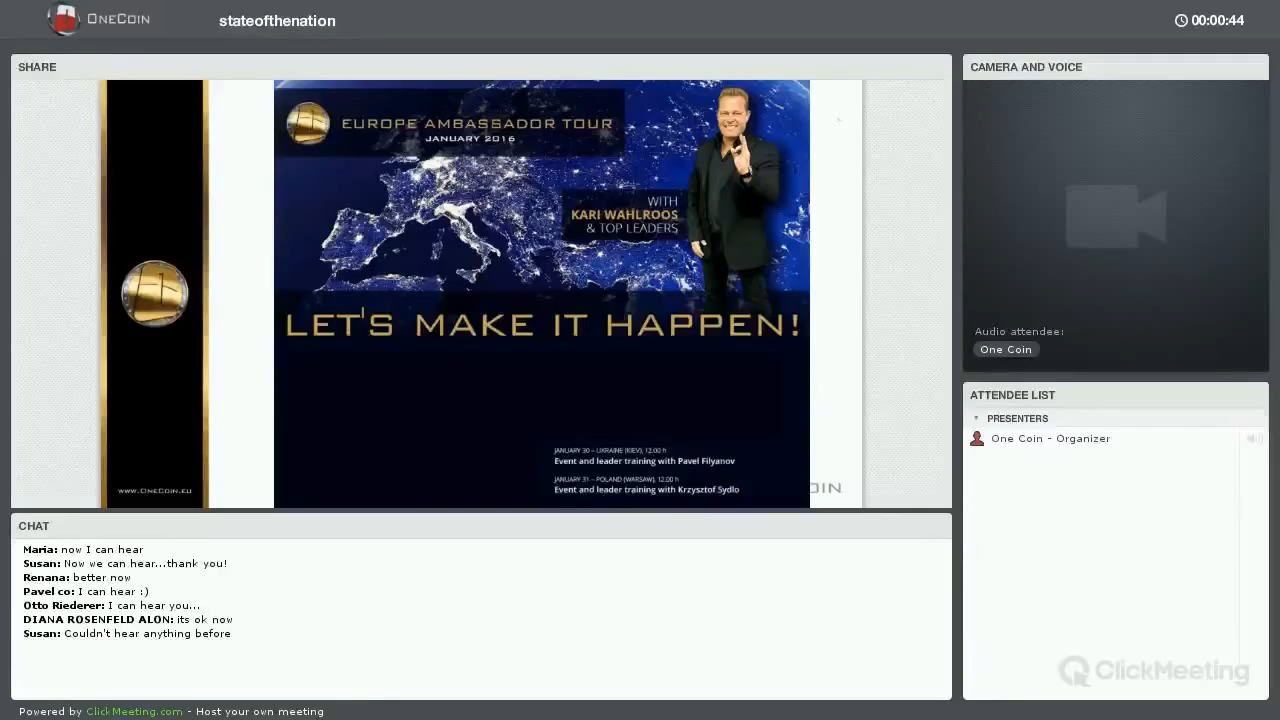 ONECOIN
stateofthenation
00:00:44
SHARE
EUROPE AMBASSADOR TOUR
JANUARY 2016
WITH
KARI WAHLROOS
& TOP LEADERS
LET'S MAKE IT HAPPEN!
JANUARY 30 – UKRAINE (KIEV), 12.00 h
Event and leader training with Pavel Filyanov
JANUARY 31 – POLAND (WARSAW), 12.00 h
Event and leader training with Krzysztof Sydlo
www.OneCoin.eu
OIN
CAMERA AND VOICE
Audio attendee:
One Coin
ATTENDEE LIST
PRESENTERS
One Coin - Organizer
CHAT
Maria: now I can hear
Susan: Now we can hear...thank you!
Renana: better now
Pavel co: I can hear :)
Otto Riederer: I can hear you...
DIANA ROSENFELD ALON: its ok now
Susan: Couldn't hear anything before
ClickMeeting
Powered by ClickMeeting.com - Host your own meeting